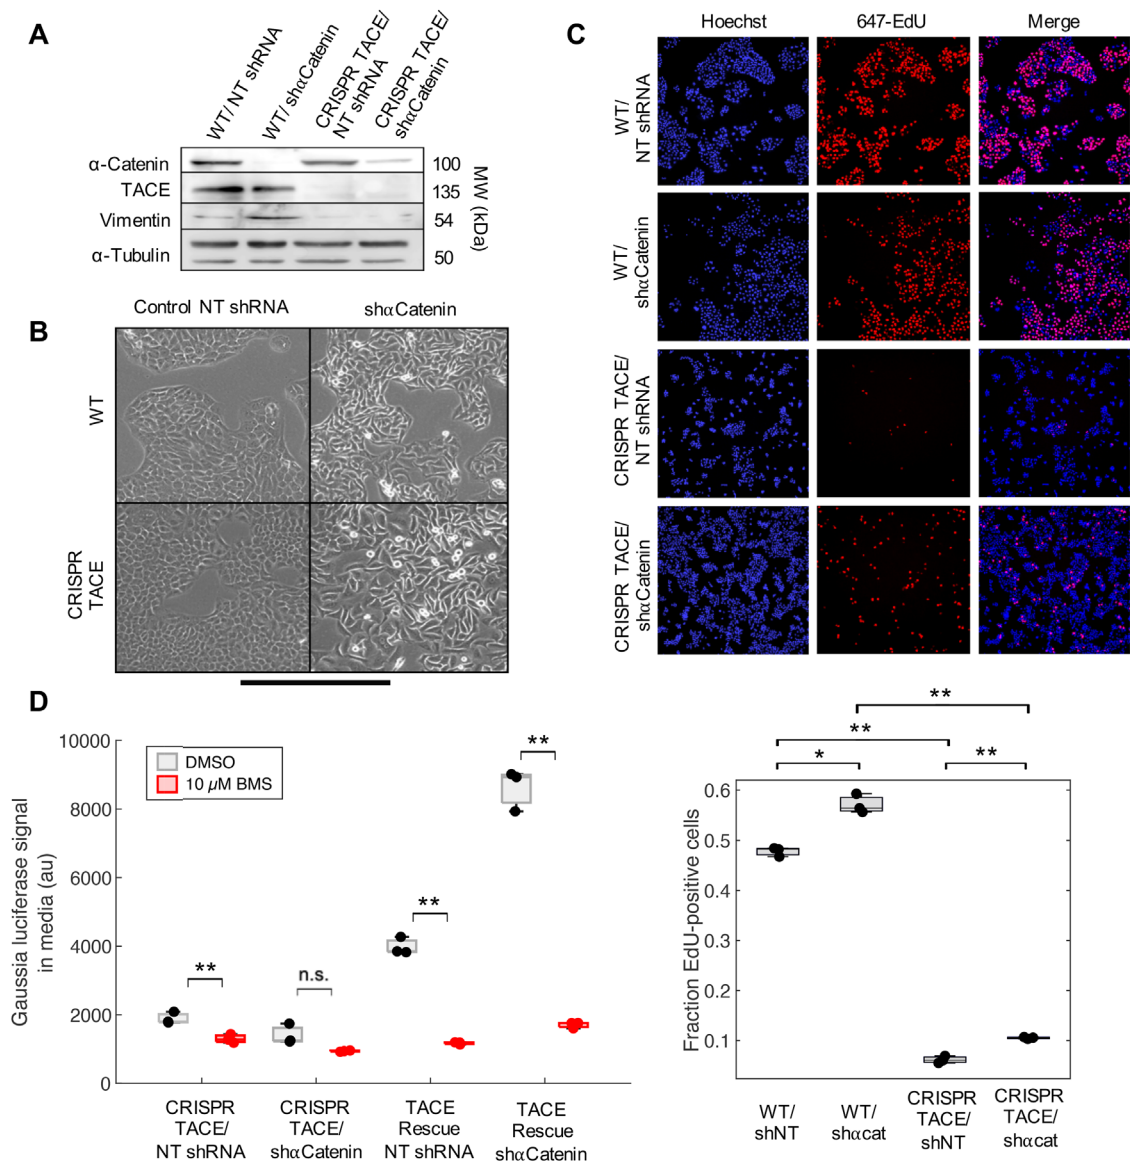 A
WT/ NT shRNA
WT/ shαCatenin
CRISPR TACE/
NT shRNA
CRISPR TACE/
shαCatenin
α-Catenin
100
TACE
135
Vimentin
54
α-Tubulin
50
MW (KDa)
B
Control NT shRNA
shαCatenin
WT
CRISPR
TACE
C
Hoechst
647-EdU
Merge
WT/
NT shRNA
WT/
shαCatenin
CRISPR TACE/
NT shRNA
CRISPR TACE/
shαCatenin
D
Gaussia luciferase signal
in media (au)
10000
8000
6000
4000
2000
0
DMSO
10 µM BMS
**
n.s.
**
**
CRISPR
TACE/
NT shRNA
CRISPR
TACE/
shαCatenin
TACE
Rescue
NT shRNA
TACE
Rescue
shαCatenin
**
**
*
**
Fraction EdU-positive cells
0.6
0.5
0.4
0.3
0.2
0.1
WT/
shNT
WT/
shαcat
CRISPR
TACE/
shNT
CRISPR
TACE/
shαcat